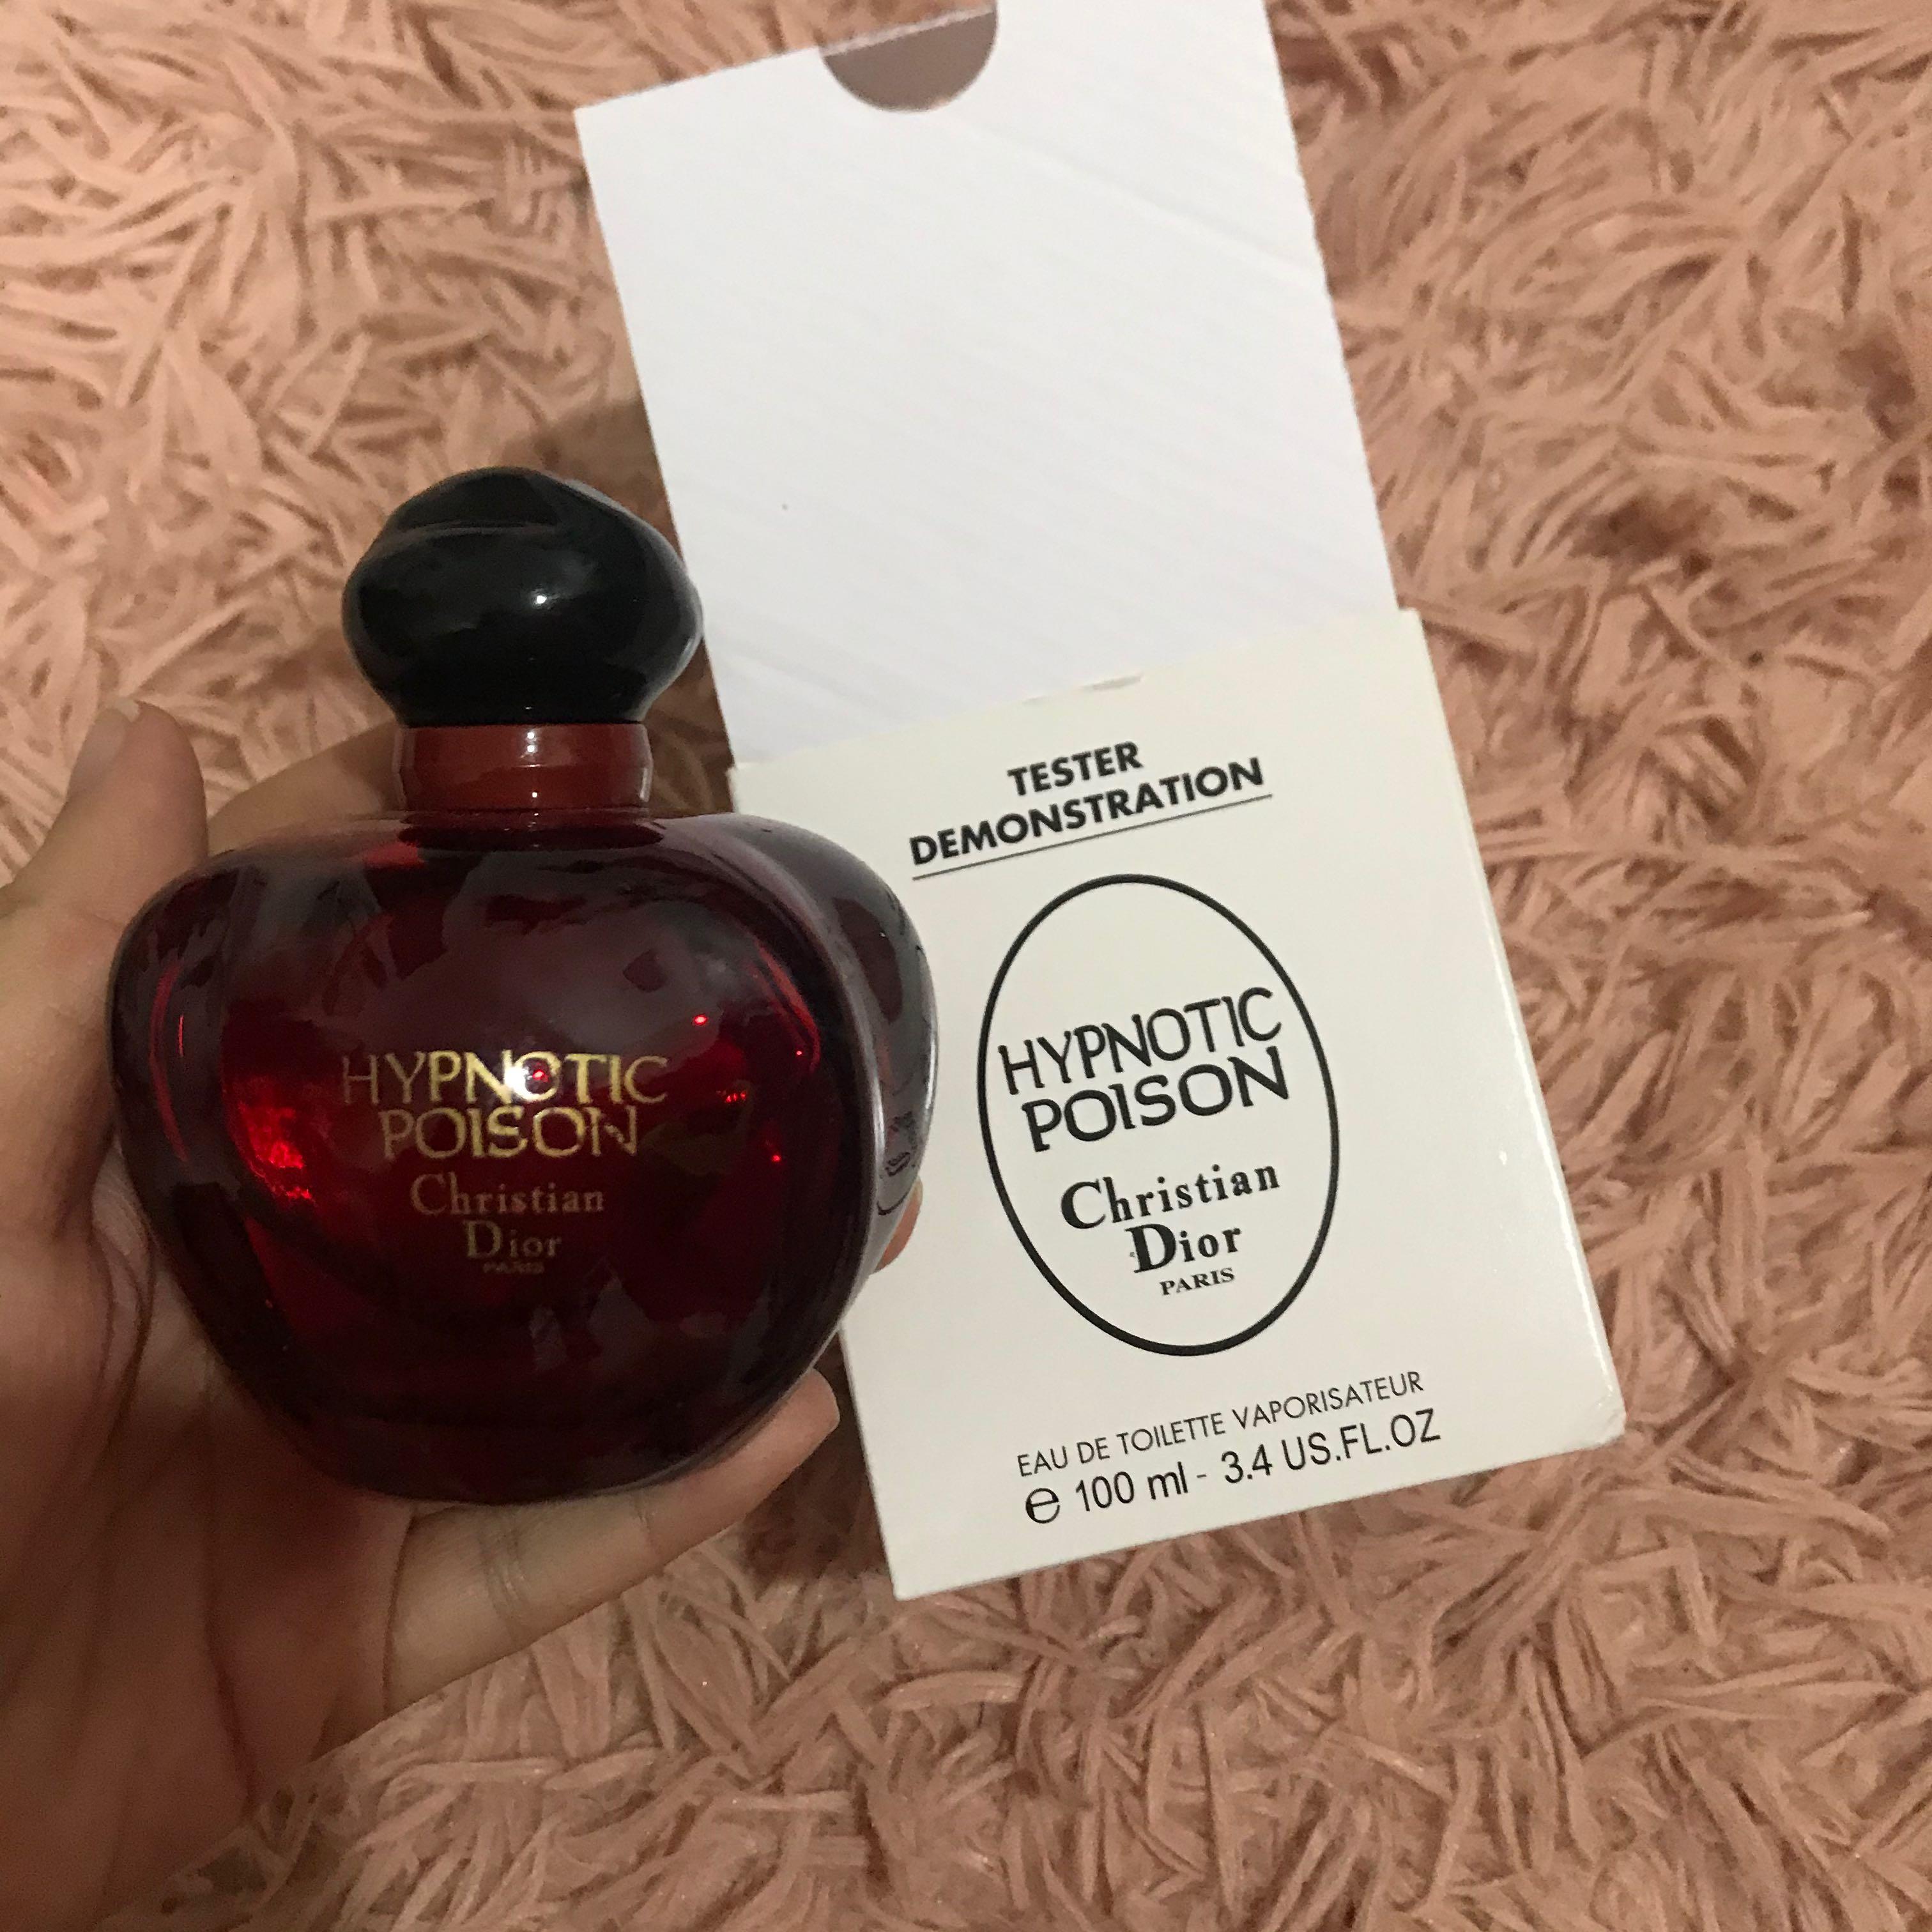 HYPNOTIC
POISON
Christian
Dior
PARIS
TESTER
DEMONSTRATION
HYPNOTIC
POISON
Christian
Dior
PARIS
EAU DE TOILETTE VAPORISATEUR
℮ 100 ml - 3.4 US.FL.OZ